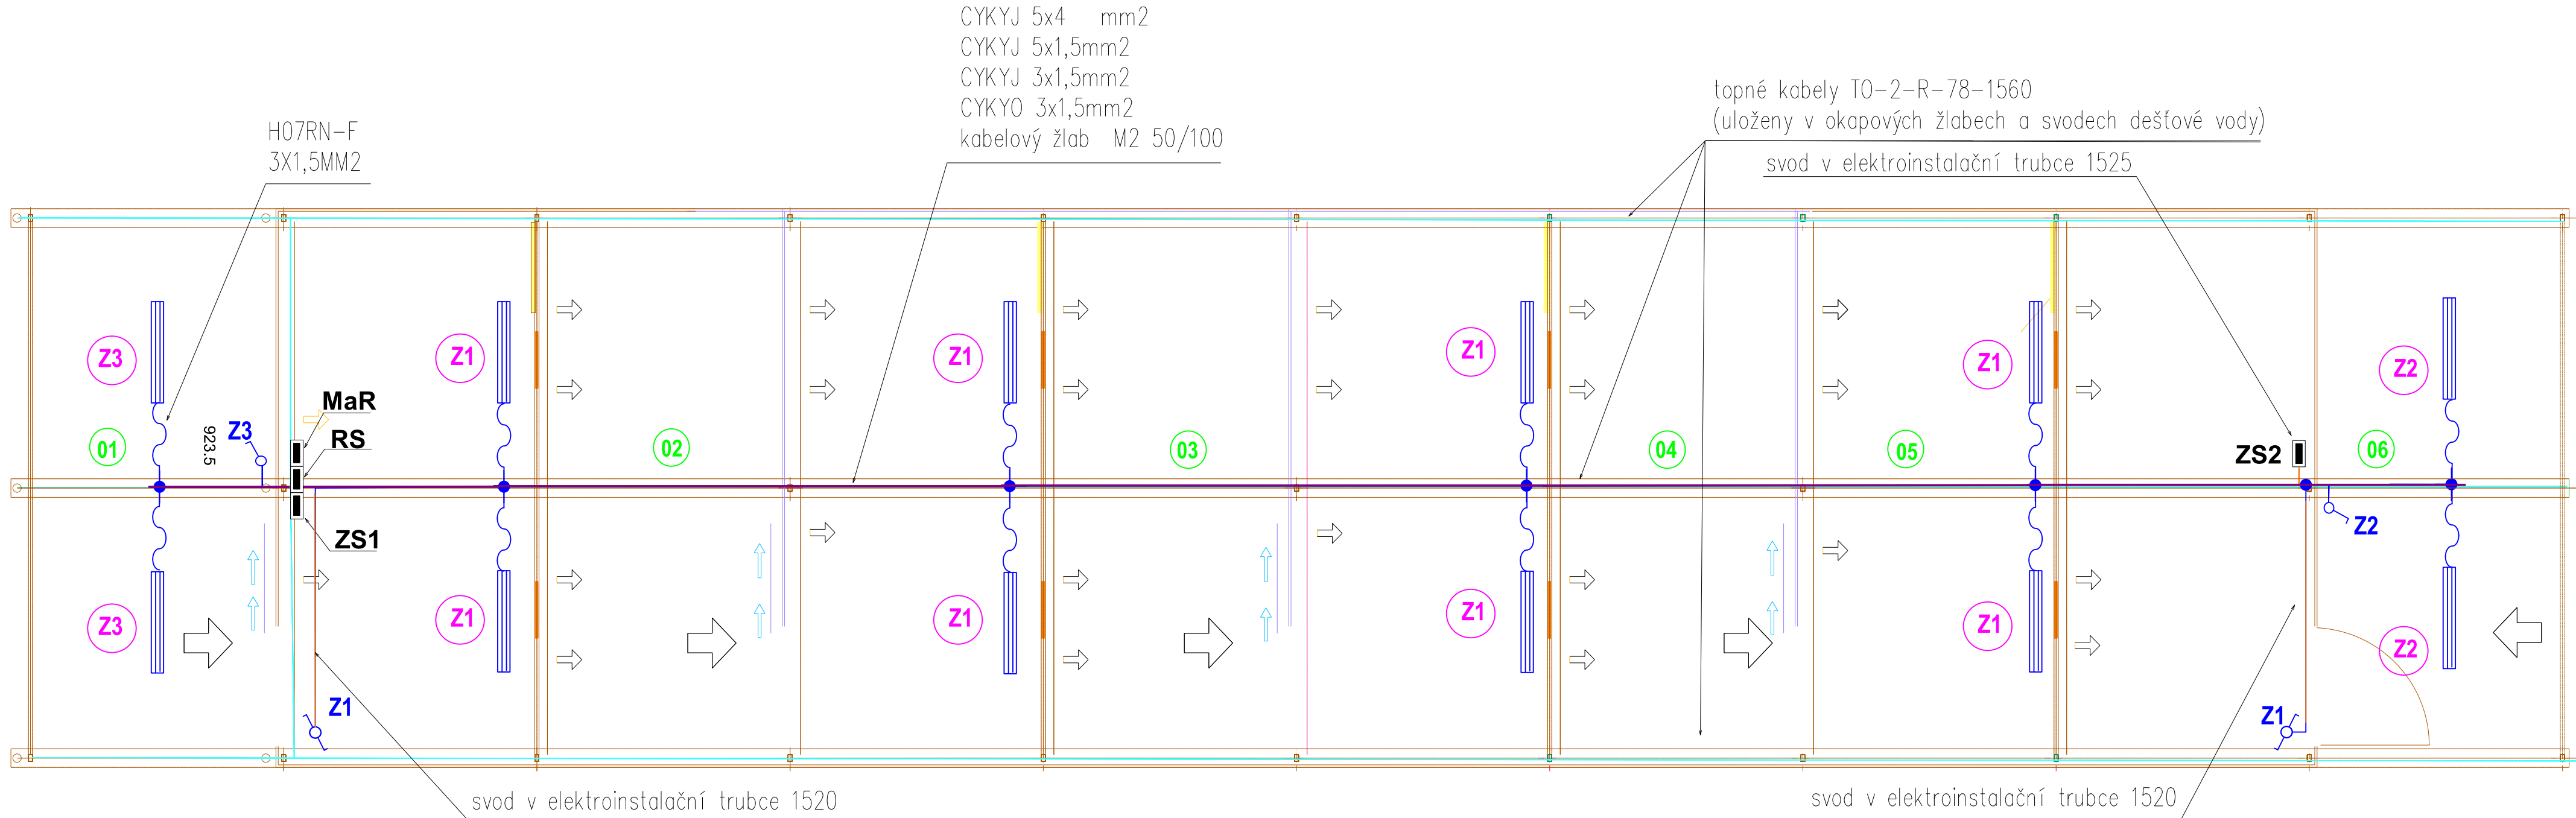 CYKYJ 5x4 mm2
CYKYJ 5x1,5mm2
CYKYJ 3x1,5mm2
CYKYO 3x1,5mm2
kabelový žlab M2 50/100
H07RN-F
3X1,5MM2
topné kabely TO-2-R-78-1560
(uloženy v okapových žlabech a svodech dešťové vody)
svod v elektroinstalační trubce 1525
Z3
Z1
Z1
Z1
Z1
Z2
MaR
RS
ZS1
923.5
Z3
01
02
03
04
05
ZS2
06
Z2
Z3
Z1
Z1
Z1
Z1
Z2
Z1
Z1
svod v elektroinstalační trubce 1520
svod v elektroinstalační trubce 1520